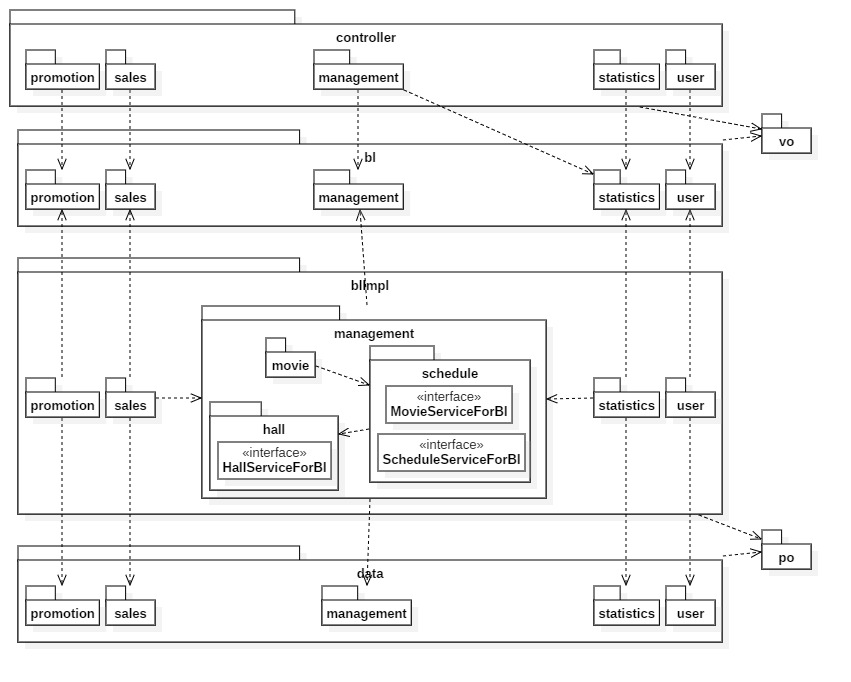 controller
promotion
sales
management
statistics
user
vo
bl
promotion
sales
management
statistics
user
blImpl
management
movie
schedule
«interface»
MovieServiceForBl
promotion
sales
statistics
user
hall
«interface»
HallServiceForBl
«interface»
ScheduleServiceForBl
po
data
promotion
sales
management
statistics
user